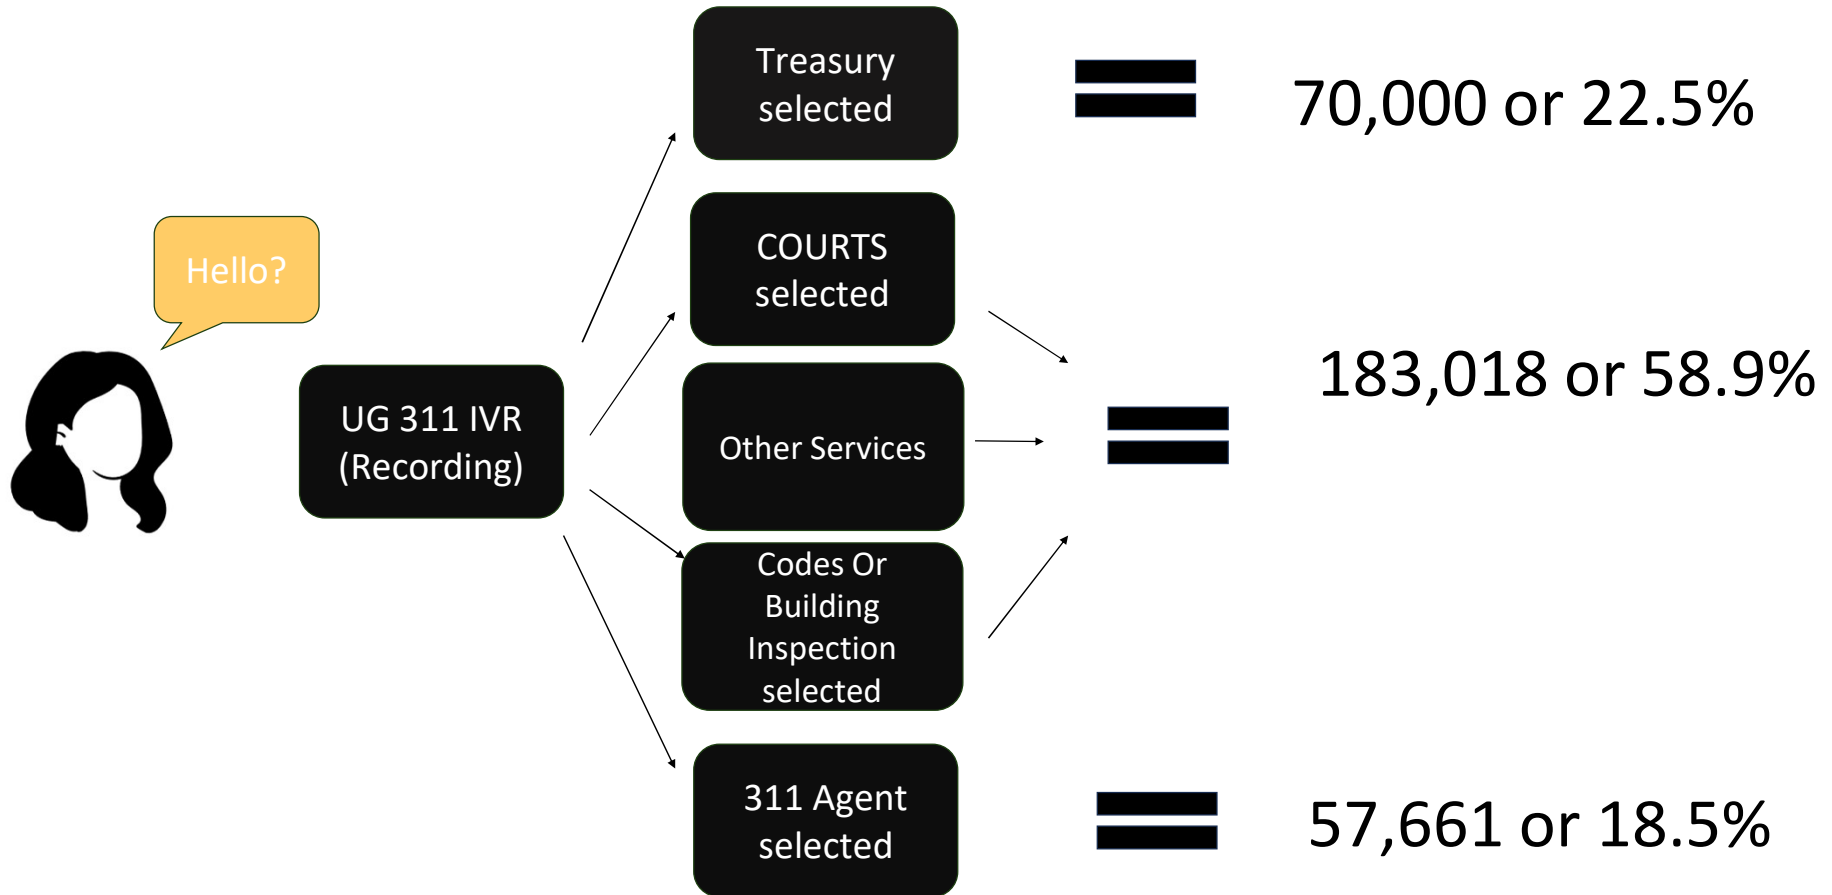 Hello?
UG 311 IVR
(Recording)
Treasury
selected
70,000 or 22.5%
COURTS
selected
Other Services
183,018 or 58.9%
Codes Or
Building
Inspection
selected
311 Agent
selected
57,661 or 18.5%